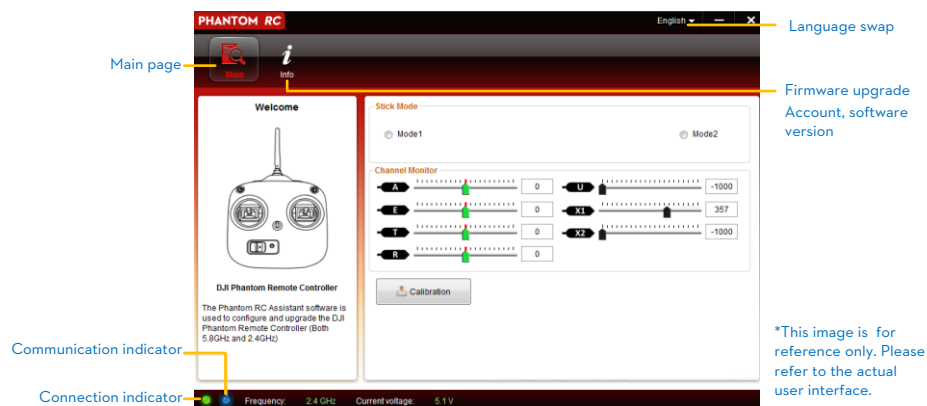 PHANTOM RC
English
Language swap
Main page
Main
Info
Firmware upgrade
Account, software
version
Welcome
DJI Phantom Remote Controller
The Phantom RC Assistant software is
used to configure and upgrade the DJI
Phantom Remote Controller (Both
5.8GHz and 2.4GHz)
Stick Mode
Mode1
Mode2
Channel Monitor
A 0 U -1000
E 0 X1 357
T 0 X2 -1000
R 0
Calibration
*This image is for
reference only. Please
refer to the actual
user interface.
Communication indicator
Connection indicator
Frequency: 2.4 GHz Current voltage: 5.1 V